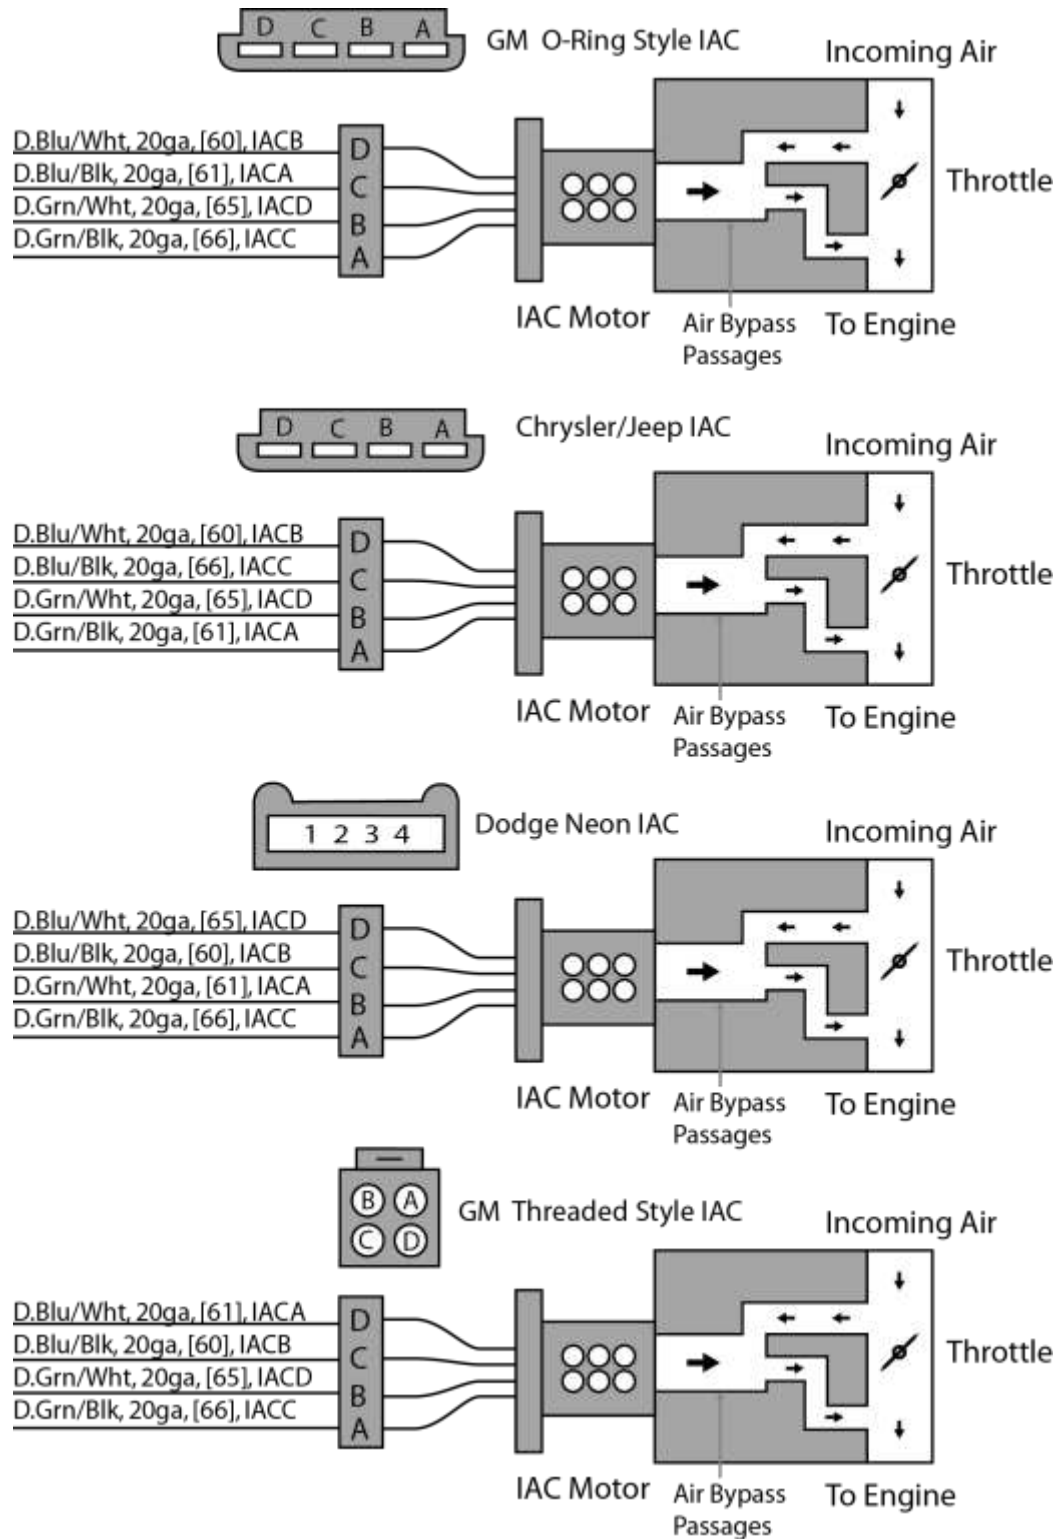 D C B A
GM O-Ring Style IAC
Incoming Air
D.Blu/Wht, 20ga, [60], IACB
D.Blu/Blk, 20ga, [61], IACA
D.Grn/Wht, 20ga, [65], IACD
D.Grn/Blk, 20ga, [66], IACC
D
C
B
A
Throttle
IAC Motor
Air Bypass
Passages
To Engine
D C B A
Chrysler/Jeep IAC
Incoming Air
D.Blu/Wht, 20ga, [60], IACB
D.Blu/Blk, 20ga, [66], IACC
D.Grn/Wht, 20ga, [65], IACD
D.Grn/Blk, 20ga, [61], IACA
D
C
B
A
Throttle
IAC Motor
Air Bypass
Passages
To Engine
1 2 3 4
Dodge Neon IAC
Incoming Air
D.Blu/Wht, 20ga, [65], IACD
D.Blu/Blk, 20ga, [60], IACB
D.Grn/Wht, 20ga, [61], IACA
D.Grn/Blk, 20ga, [66], IACC
D
C
B
A
Throttle
IAC Motor
Air Bypass
Passages
To Engine
B A
C D
GM Threaded Style IAC
Incoming Air
D.Blu/Wht, 20ga, [61], IACA
D.Blu/Blk, 20ga, [60], IACB
D.Grn/Wht, 20ga, [65], IACD
D.Grn/Blk, 20ga, [66], IACC
D
C
B
A
Throttle
IAC Motor
Air Bypass
Passages
To Engine